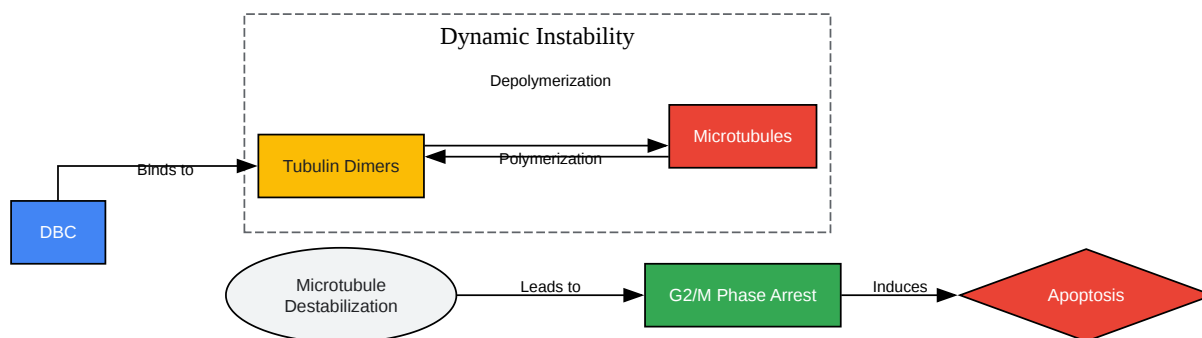 Dynamic Instability
Depolymerization
Microtubules
Tubulin Dimers
Polymerization
Binds to
DBC
Microtubule
Destabilization
Leads to
G2/M Phase Arrest
Induces
Apoptosis